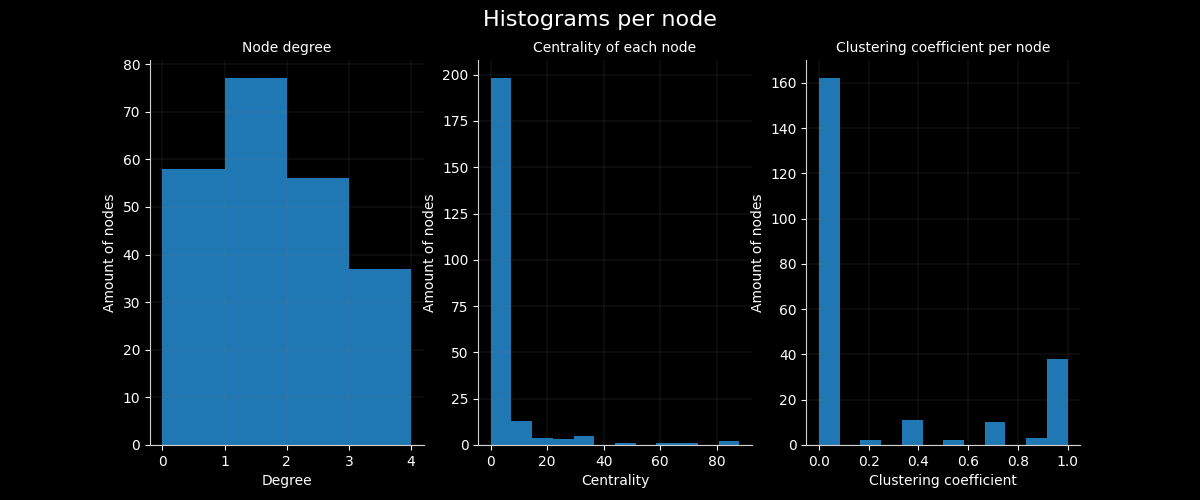 Histograms per node
Node degree
Amount of nodes
80
70
60
50
40
30
20
10
0
0 1 2 3 4
Degree
Centrality of each node
Amount of nodes
200
175
150
125
100
75
50
25
0
0 20 40 60 80
Centrality
Clustering coefficient per node
Amount of nodes
160
140
120
100
80
60
40
20
0
0.0 0.2 0.4 0.6 0.8 1.0
Clustering coefficient